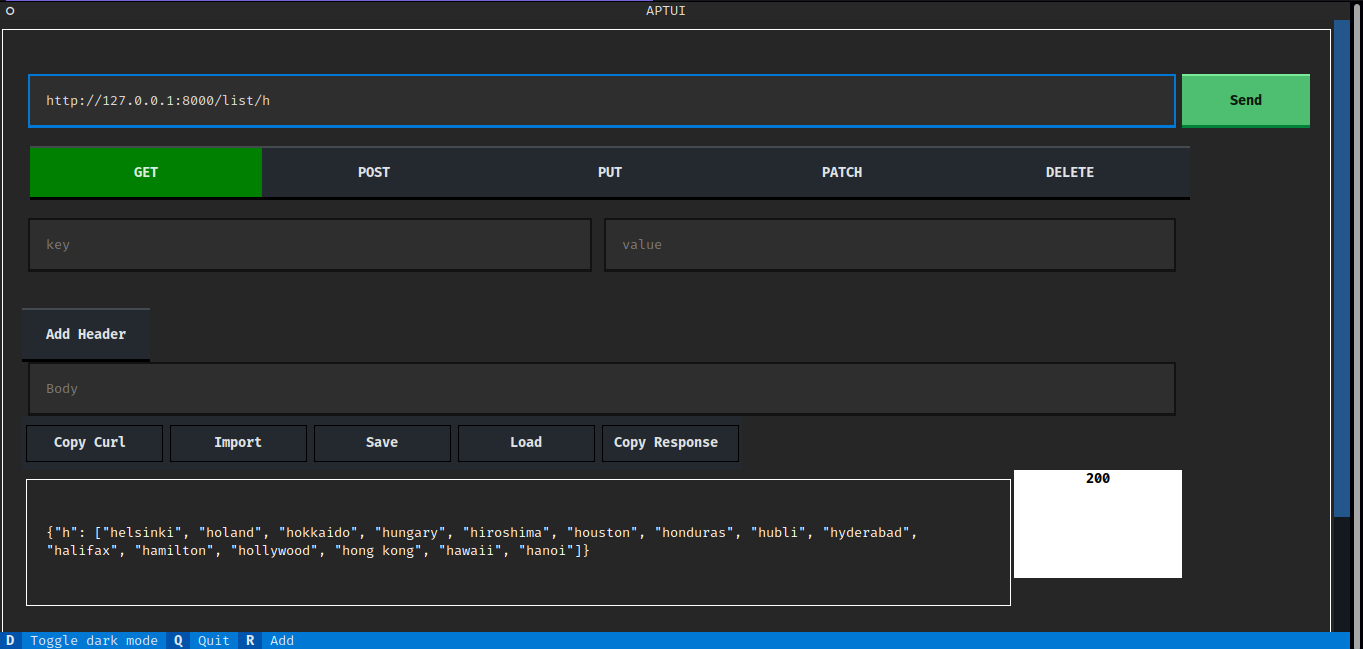 APTUI
http://127.0.0.1:8000/list/h
Send
GET POST PUT PATCH DELETE
key value
Add Header
Body
Copy Curl Import Save Load Copy Response
200
{"h": ["helsinki", "holand", "hokkaido", "hungary", "hiroshima", "houston", "honduras", "hubli", "hyderabad",
"halifax", "hamilton", "hollywood", "hong kong", "hawaii", "hanoi"]}
D Toggle dark mode Q Quit R Add